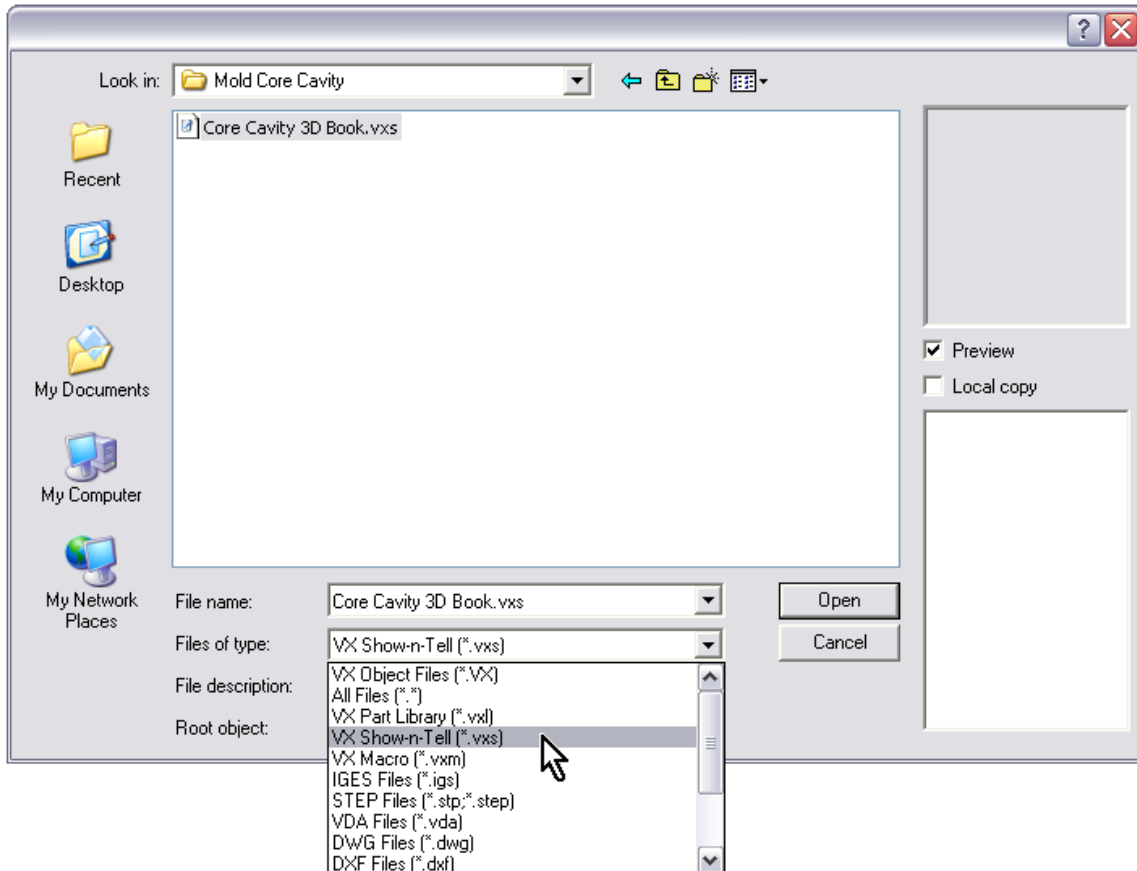 Look in: Mold Core Cavity
Core Cavity 3D Book.vxs
Recent
Desktop
My Documents
My Computer
My Network
Places
Preview
Local copy
File name: Core Cavity 3D Book.vxs Open
Files of type: VX Show-n-Tell (*.vxs) Cancel
File description:
Root object:
VX Object Files (*.VX)
All Files (*.*)
VX Part Library (*.vxl)
VX Show-n-Tell (*.vxs)
VX Macro (*.vxm)
IGES Files (*.igs)
STEP Files (*.stp;*.step)
VDA Files (*.vda)
DWG Files (*.dwg)
DXF Files (*.dxf)